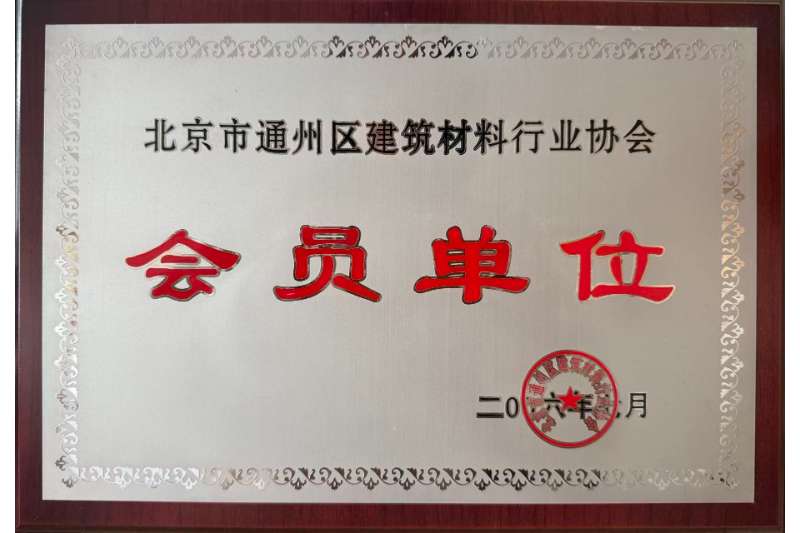 北京市通州区建筑材料行业协会
会员单位
二0 六年 月